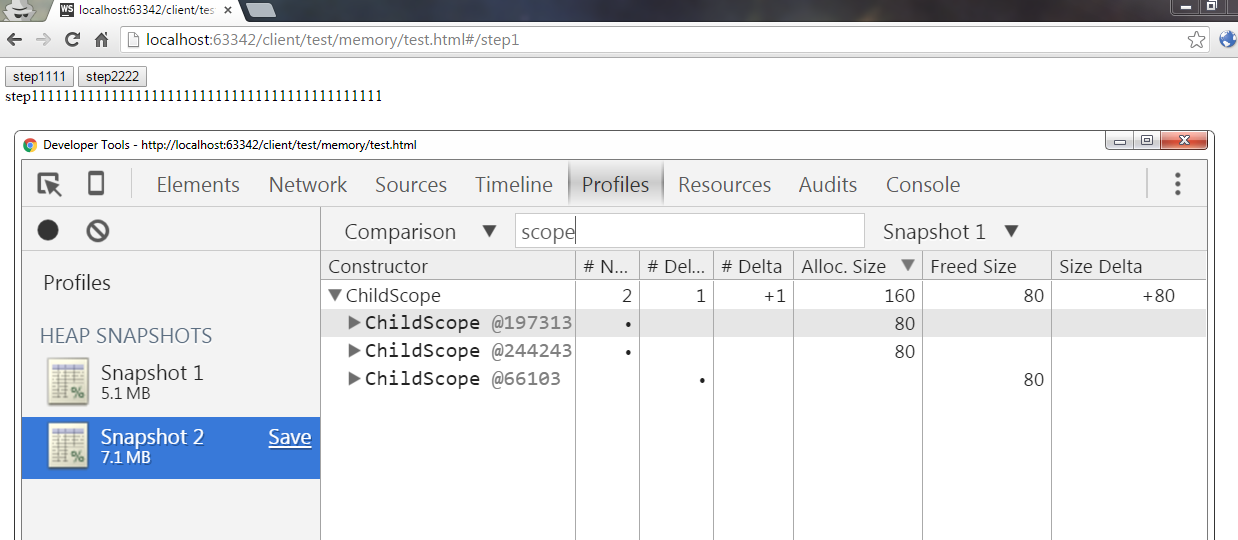 WS localhost:63342/client/tes
localhost:63342/client/test/memory/test.html#/step1
step1111 step2222
step11111111111111111111111111111111111111111111
Developer Tools - http://localhost:63342/client/test/memory/test.html
Elements Network Sources Timeline Profiles Resources Audits Console
Comparison scope Snapshot 1
Profiles
HEAP SNAPSHOTS
Snapshot 1
5.1 MB
Snapshot 2 Save
7.1 MB
Constructor # N... # Del... # Delta Alloc. Size Freed Size Size Delta
ChildScope 2 1 +1 160 80 +80
ChildScope @197313 • 80
ChildScope @244243 • 80
ChildScope @66103 • 80